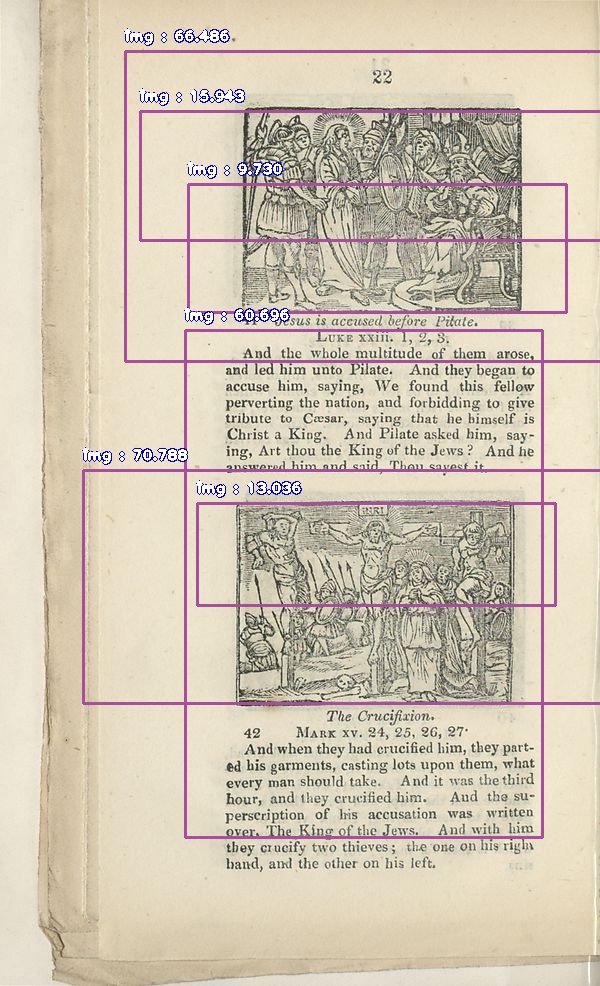 img : 66.486
22
img : 15.943
img : 9.730
Jesus is accused before Pilate.
img : 60.696
LUKE xxiii. 1, 2, 3.
And the whole multitude of them arose,
and led him unto Pilate. And they began to
accuse him, saying, We found this fellow
perverting the nation, and forbidding to give
tribute to Cæsar, saying that he himself is
Christ a King. And Pilate asked him, say-
ing, Art thou the King of the Jews? And he
img : 70.788
answered him and said, Thou sayest it.
img : 13.036
INRI
The Crucifixion.
42 MARK xv. 24, 25, 26, 27·
And when they had crucified him, they part-
ed his garments, casting lots upon them, what
every man should take. And it was the third
hour, and they crucified him. And the su-
perscription of his accusation was written
over, The King of the Jews. And with him
they crucify two thieves; the one on his right
hand, and the other on his left.